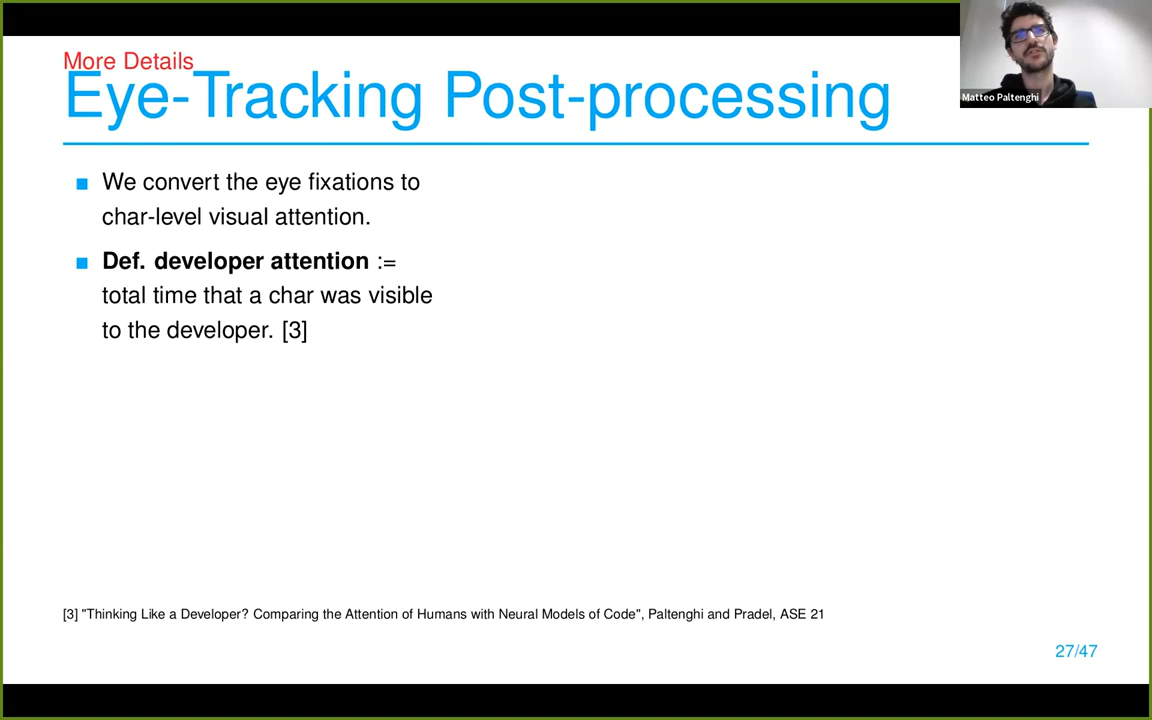 More Details
Eye-Tracking Post-processing
Matteo Paltenghi
We convert the eye fixations to
char-level visual attention.
Def. developer attention :=
total time that a char was visible
to the developer. [3]
[3] "Thinking Like a Developer? Comparing the Attention of Humans with Neural Models of Code", Paltenghi and Pradel, ASE 21
27/47